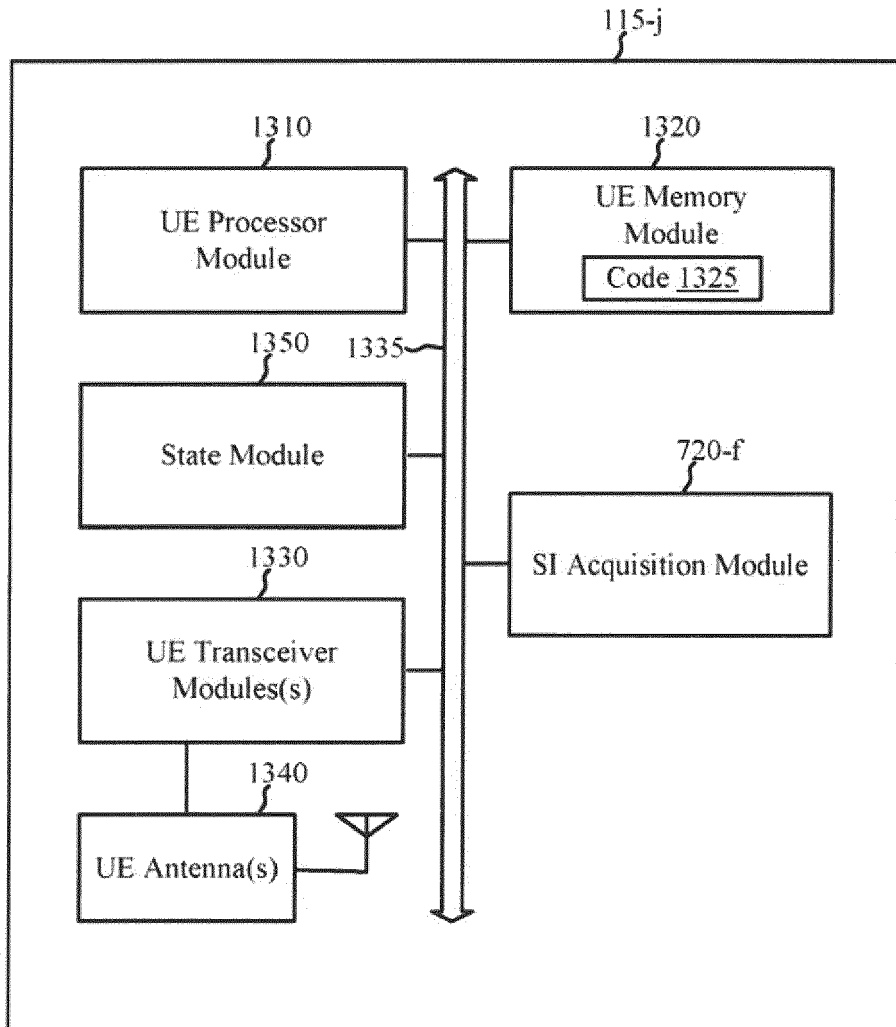 115-j
1310
UE Processor
Module
1320
UE Memory
Module
Code 1325
1335
1350
State Module
720-f
SI Acquisition Module
1330
UE Transceiver
Modules(s)
1340
UE Antenna(s)